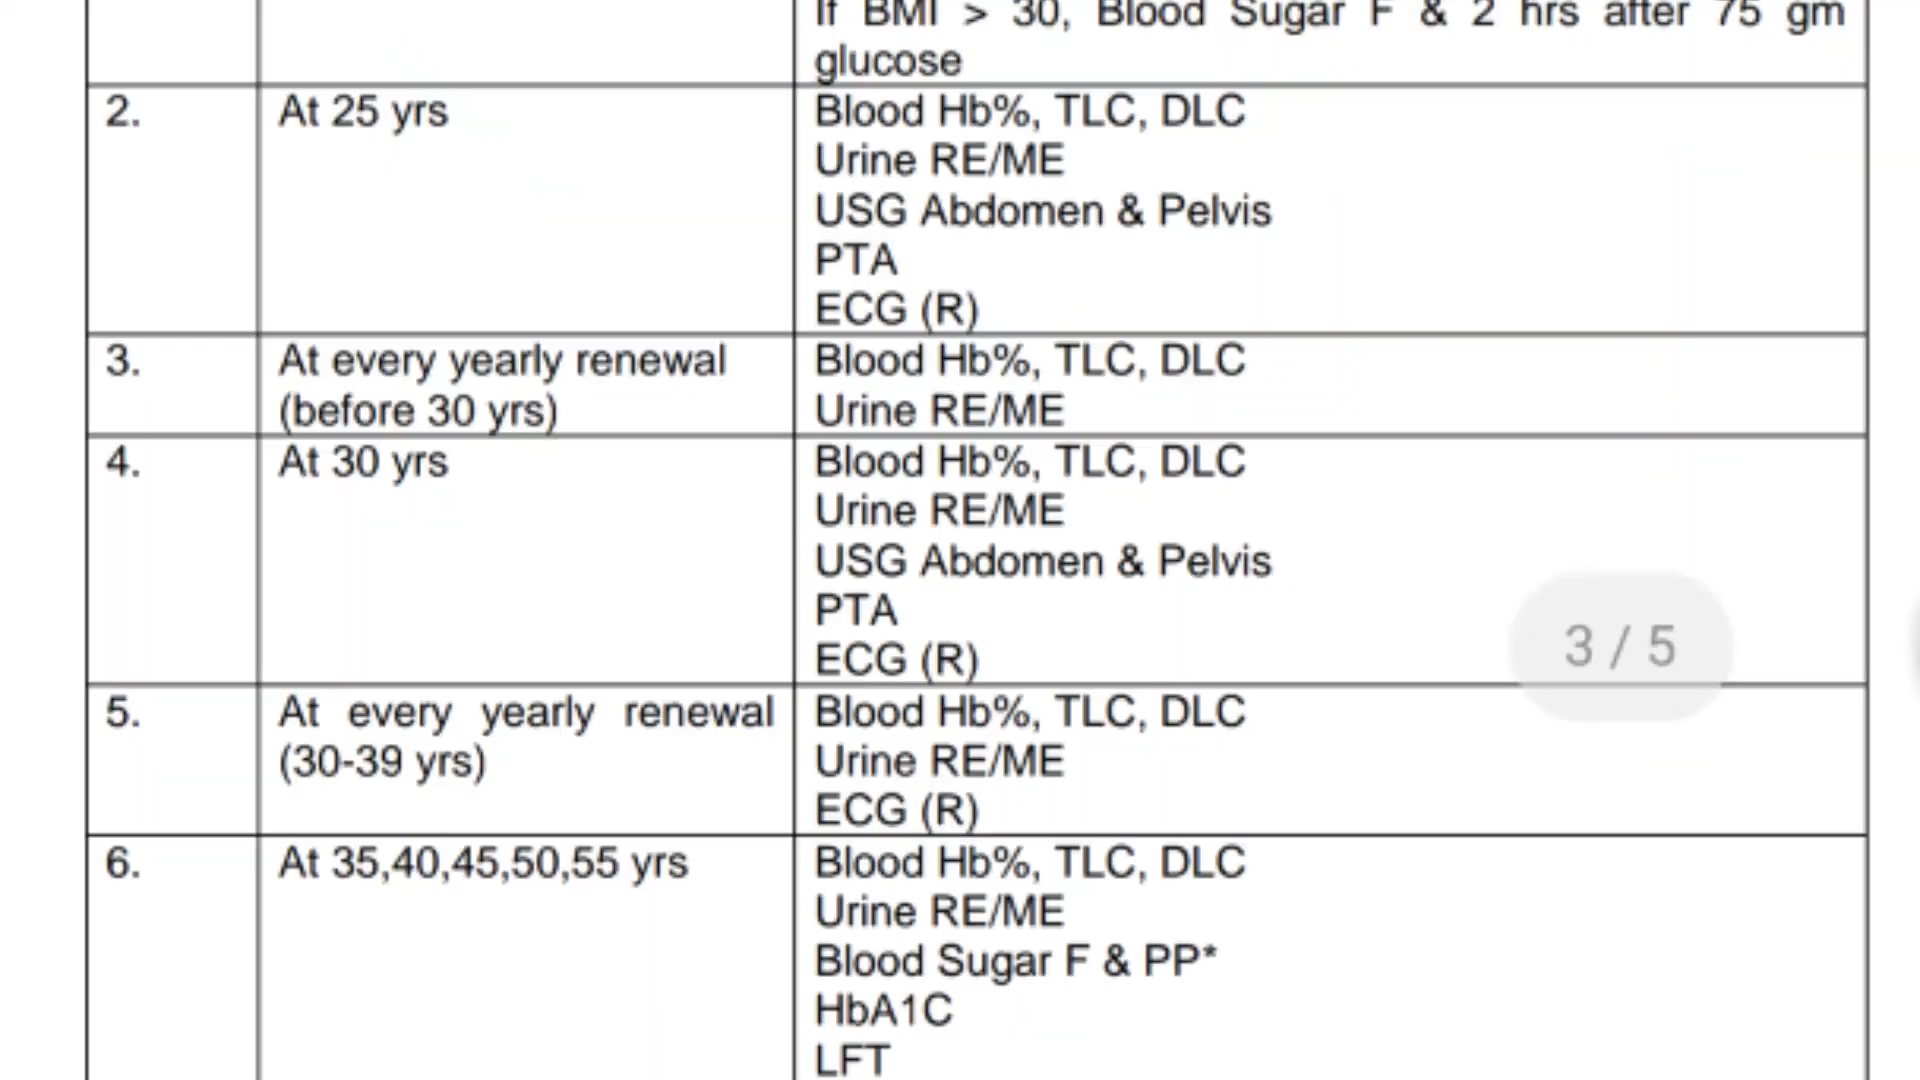 If BMI > 30, Blood Sugar F & 2 hrs after 75 gm
glucose
2.
At 25 yrs
Blood Hb%, TLC, DLC
Urine RE/ME
USG Abdomen & Pelvis
PTA
ECG (R)
3.
At every yearly renewal
(before 30 yrs)
Blood Hb%, TLC, DLC
Urine RE/ME
4.
At 30 yrs
Blood Hb%, TLC, DLC
Urine RE/ME
USG Abdomen & Pelvis
PTA
ECG (R)
3 / 5
5.
At every yearly renewal
(30-39 yrs)
Blood Hb%, TLC, DLC
Urine RE/ME
ECG (R)
6.
At 35,40,45,50,55 yrs
Blood Hb%, TLC, DLC
Urine RE/ME
Blood Sugar F & PP*
HbA1C
LFT